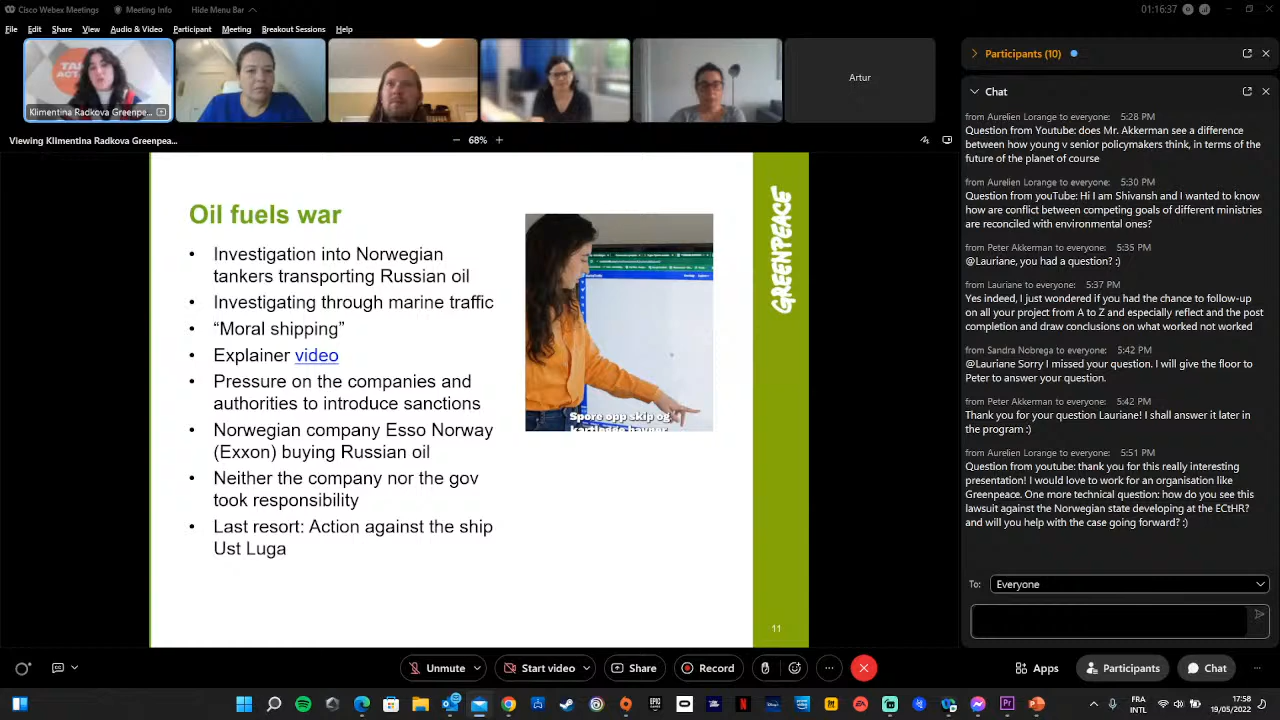 Cisco Webex Meetings
Meeting Info
Hide Menu Bar
01:16:37
File Edit Share View Audio & Video Participant Meeting Breakout Sessions Help
Klimentina Radkova Greenpe...
Artur
Viewing Klimentina Radkova Greenpea...
68%
Oil fuels war
• Investigation into Norwegian
tankers transporting Russian oil
• Investigating through marine traffic
• “Moral shipping”
• Explainer video
• Pressure on the companies and
authorities to introduce sanctions
• Norwegian company Esso Norway
(Exxon) buying Russian oil
• Neither the company nor the gov
took responsibility
• Last resort: Action against the ship
Ust Luga
Spore opp skip og
GREENPEACE
11
Participants (10)
Chat
from Aurelien Lorange to everyone: 5:28 PM
Question from Youtube: does Mr. Akkerman see a difference
between how young v senior policymakers think, in terms of the
future of the planet of course
from Aurelien Lorange to everyone: 5:30 PM
Question from youTube: Hi I am Shivansh and I wanted to know
how are conflict between competing goals of different ministries
are reconciled with environmental goals?
from Peter Akkerman to everyone: 5:35 PM
@Lauriane, you had a question?
from Lauriane to everyone: 5:37 PM
Yes indeed, I just wondered if you had the capacity to follow-up
on all your project from A to Z and especially reflect and the post
completion to draw conclusions on what worked not worked
from Sandra Nobrega to everyone: 5:42 PM
@Lauriane Sorry I missed your question. I will give the floor to
Peter to answer your question.
from Peter Akkerman to everyone: 5:42 PM
Thank you for your question Lauriane! I shall answer it later in
the program :)
from Aurelien Lorange to everyone: 5:51 PM
Question from youtube: thank you for this really interesting
presentation! I would love to work for an organisation like
Greenpeace. One more technical question: how do you see this
lawsuit against the Norwegian state developing at the ECtHR?
and will you help with the case going forward? :)
To: Everyone
Unmute
Start video
Share
Record
Apps
Participants
Chat
FRA
INTL
17:58
19/05/2022